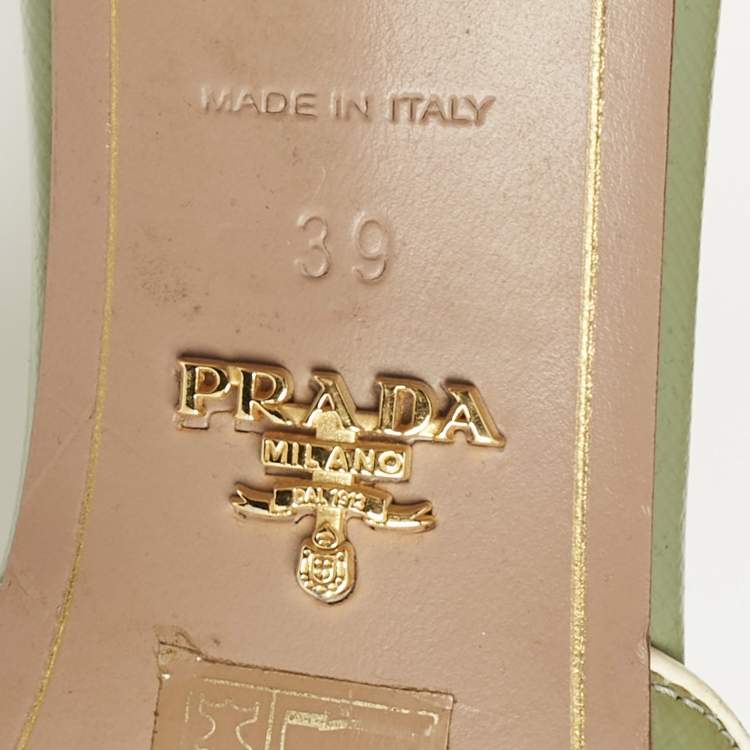 MADE IN ITALY
39
PRADA
MILANO
DAL 1913